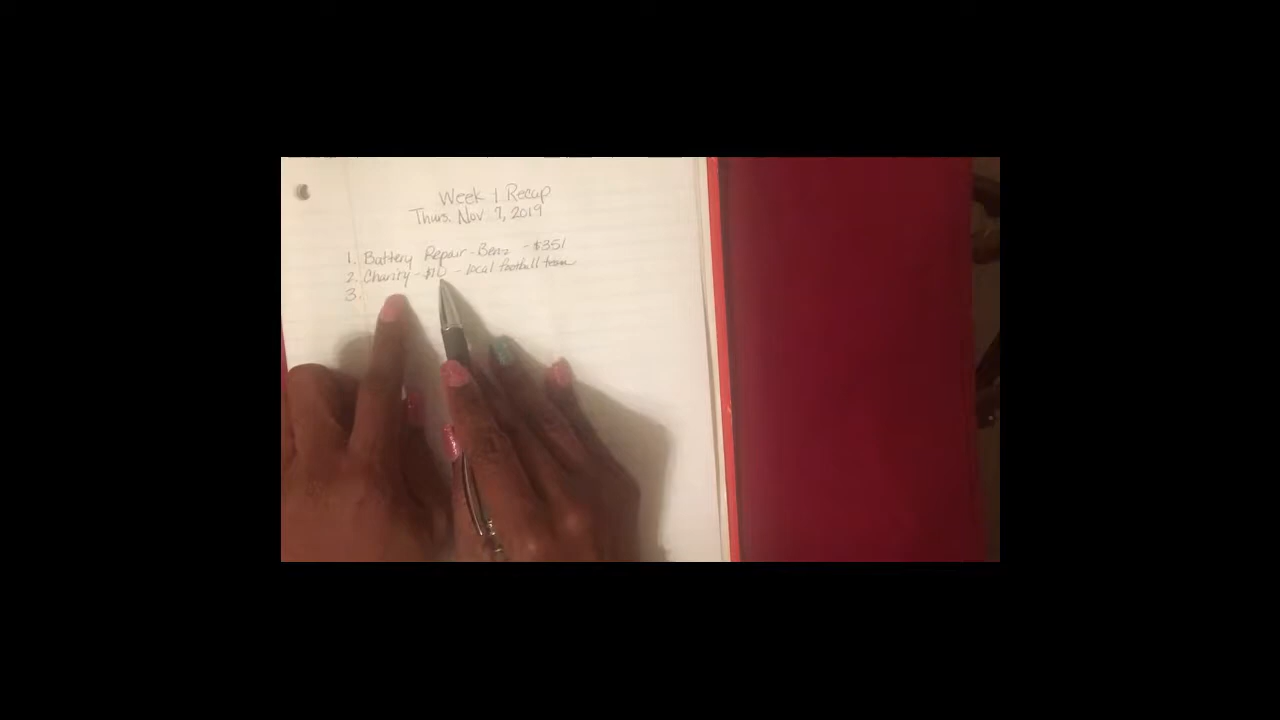 Week 1 Recap
Thurs. Nov 7, 2019
1. Battery Repair - Benz - $351
2. Charity - $10 - local football team
3.